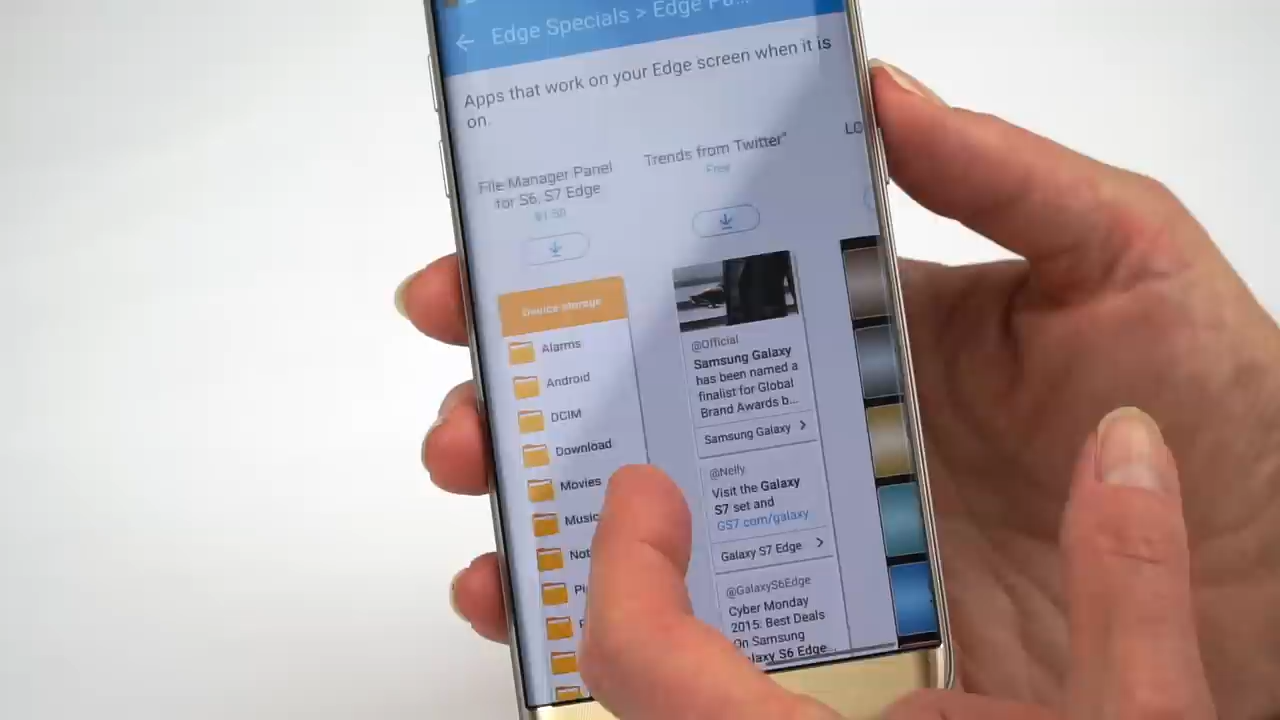 Edge Specials > Edge
Apps that work on your Edge screen when it is
on.
File Manager Panel
for S6, S7 Edge
Trends from Twitter"
Free
LO
Device storage
Alarms
Android
DCIM
Download
Movies
Music
Not
Pi
@Official
Samsung Galaxy
has been named a
finalist for Global
Brand Awards b...
Samsung Galaxy >
@Nelly
Visit the Galaxy
S7 set and
GS7 com/galaxy
Galaxy S7 Edge >
@GalaxyS6Edge
Cyber Monday
2015: Best Deals
On Samsung
Galaxy S6 Edge...